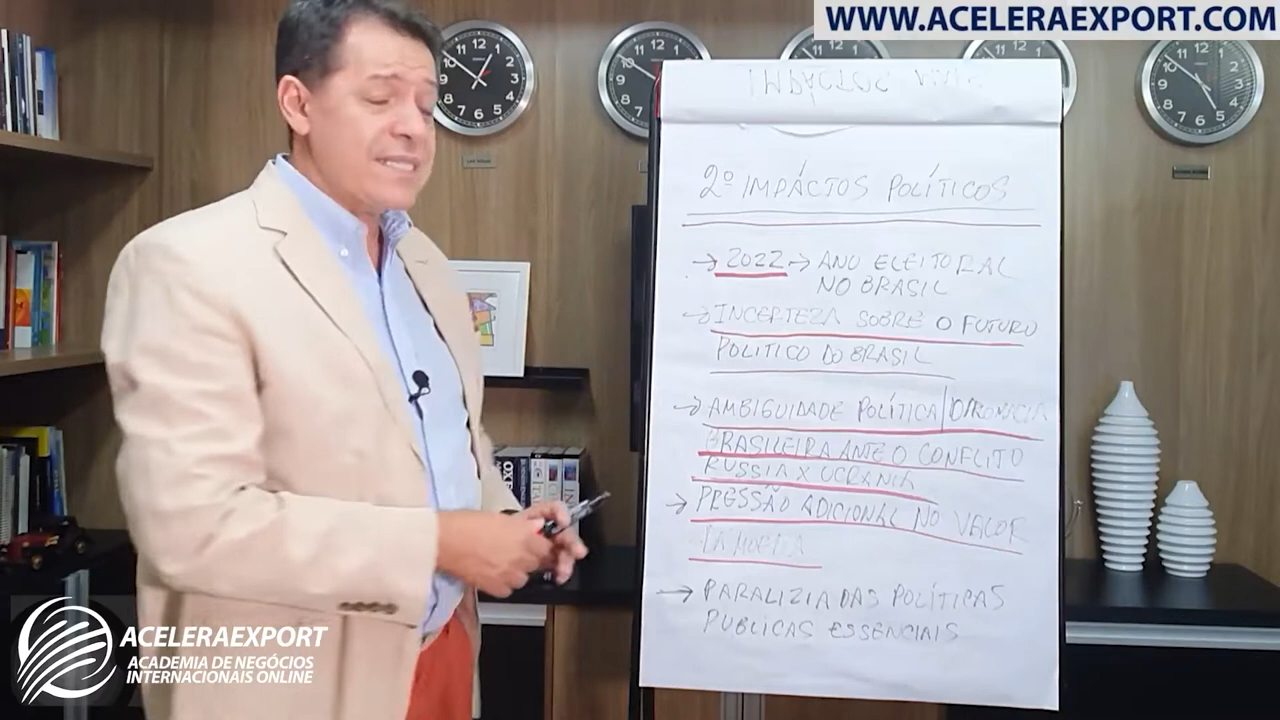 WWW.ACELERAEXPORT.COM
2º IMPÁCTOS POLÍTICOS
→ 2022 → ANO ELEITORAL
NO BRASIL
→ INCERTEZA SOBRE O FUTURO
POLITICO DO BRASIL
→ AMBIGUIDADE POLÍTICA | DIPLOMACIA
BRASILEIRA ANTE O CONFLITO
RUSSIA X UCRANIA
→ PRESSÃO ADICIONAL NO VALOR
DA MOEDA
→ PARALIZIA DAS POLÍTICAS
PUBLICAS ESSENCIAIS
ACELERAEXPORT
ACADEMIA DE NEGÓCIOS
INTERNACIONAIS ONLINE